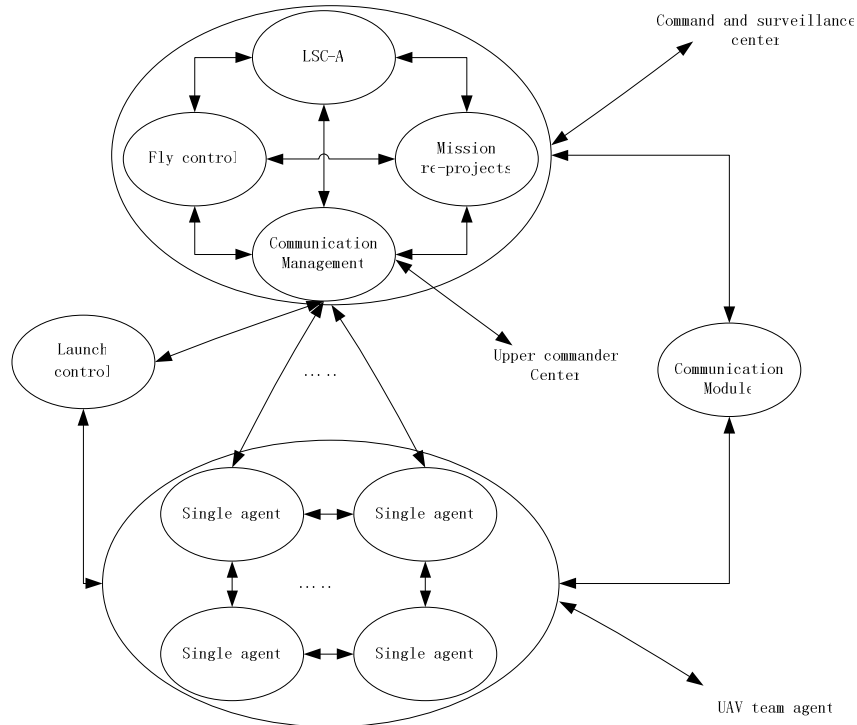 Command and surveillance
center
LSC-A
Fly control
Mission
re-projects
Communication
Management
Launch
control
Upper commander
Center
Communication
Module
.....
Single agent
Single agent
.....
Single agent
Single agent
UAV team agent